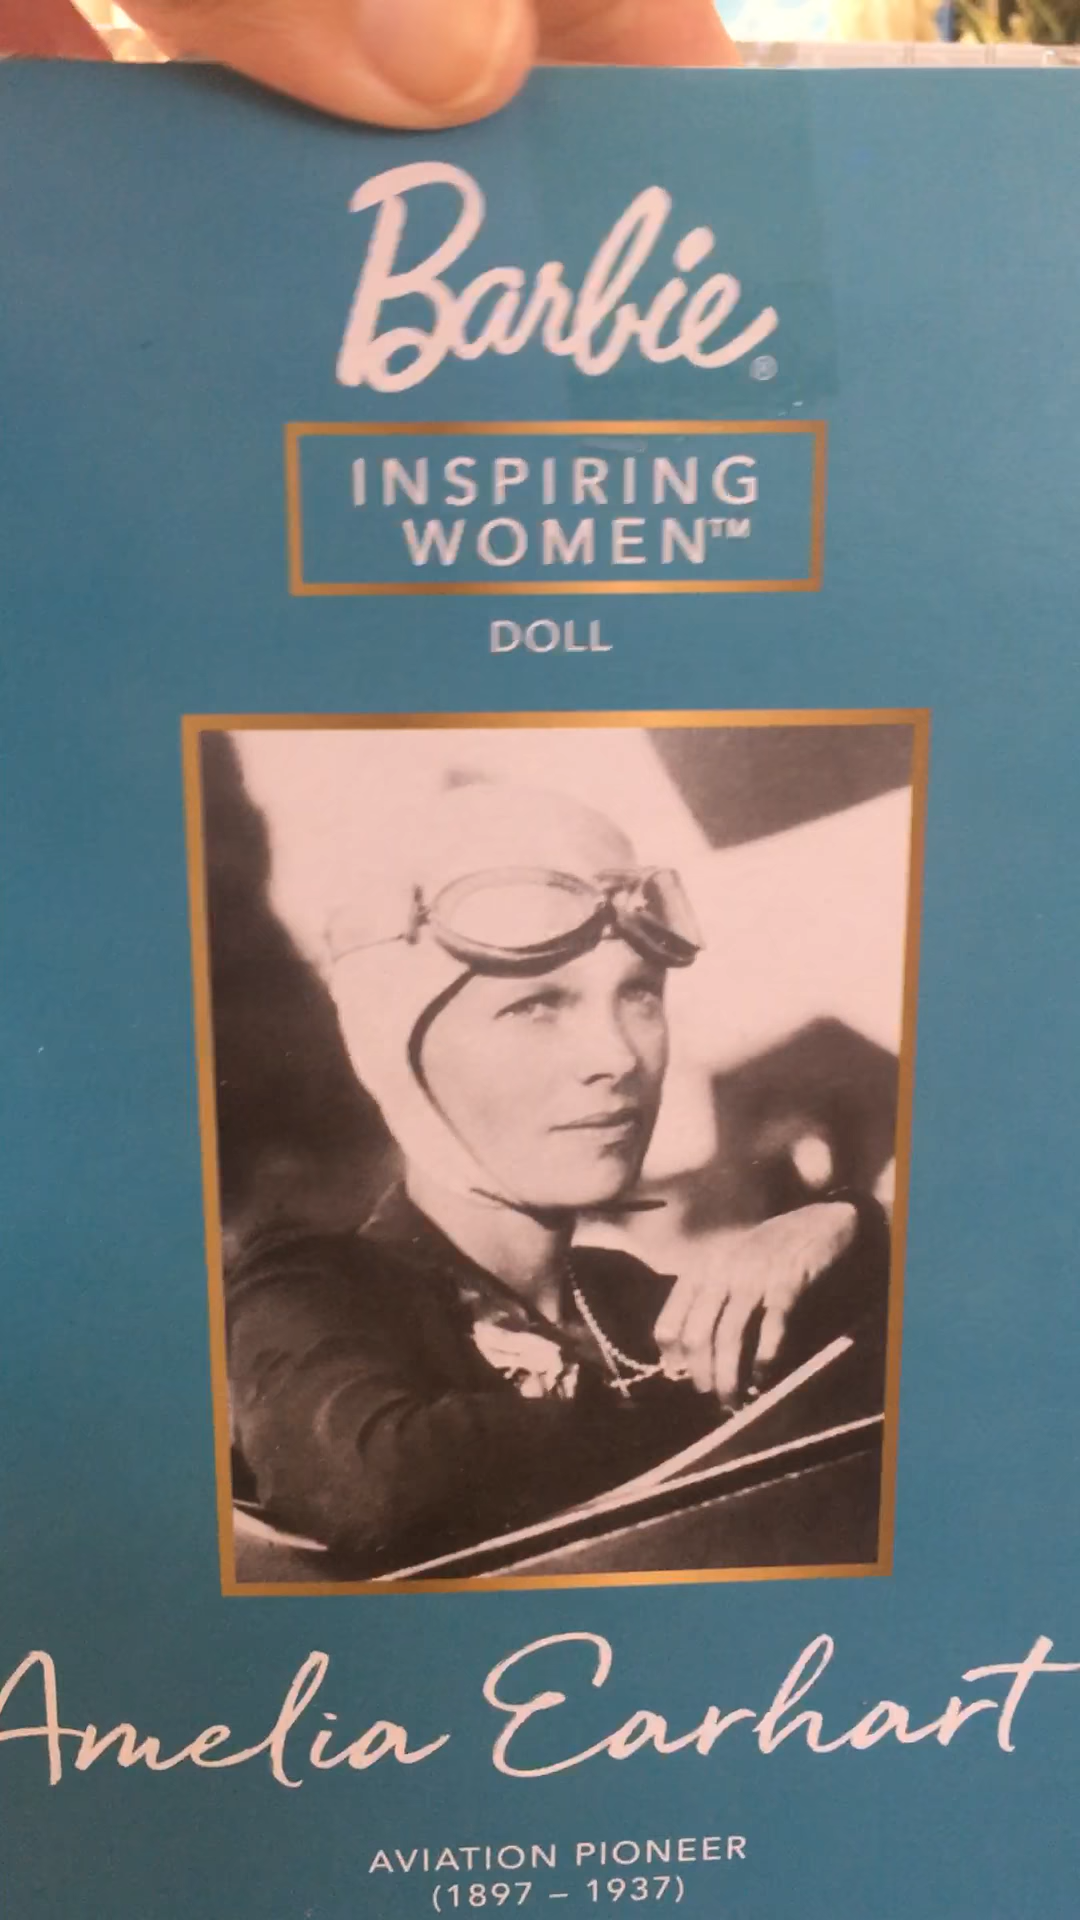 Barbie®
INSPIRING
WOMEN™
DOLL
Amelia Earhart
AVIATION PIONEER
(1897 – 1937)